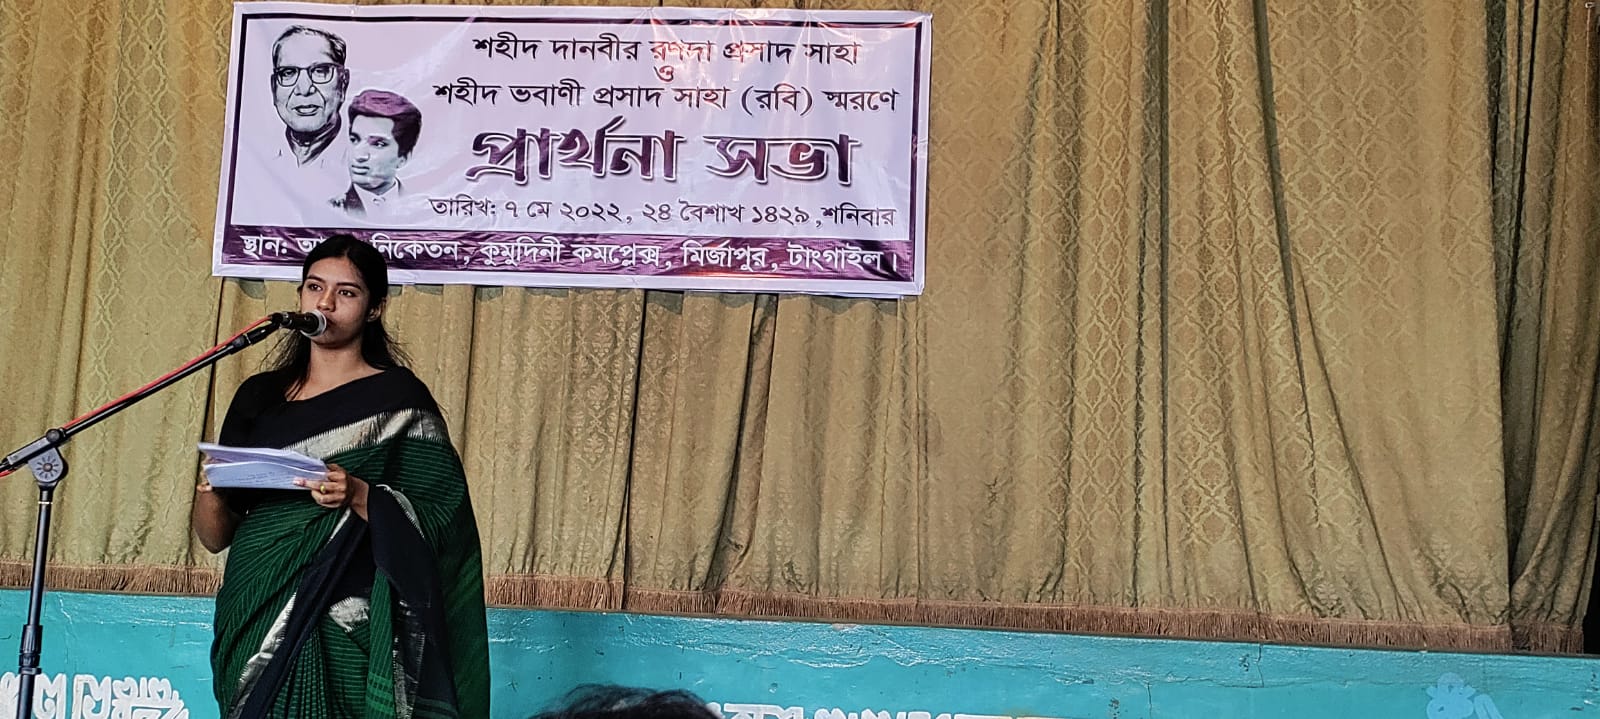 শহীদ দানবীর রণদা প্রসাদ সাহা
ও
শহীদ ভবাণী প্রসাদ সাহা (রবি) স্মরণে
প্রার্থনা সভা
তারিখ: ৭ মে ২০২২, ২৪ বৈশাখ ১৪২৯,শনিবার
স্থান: নিকেতন, কুমুদিনী কমপ্লেক্স, মির্জাপুর, টাংগাইল।